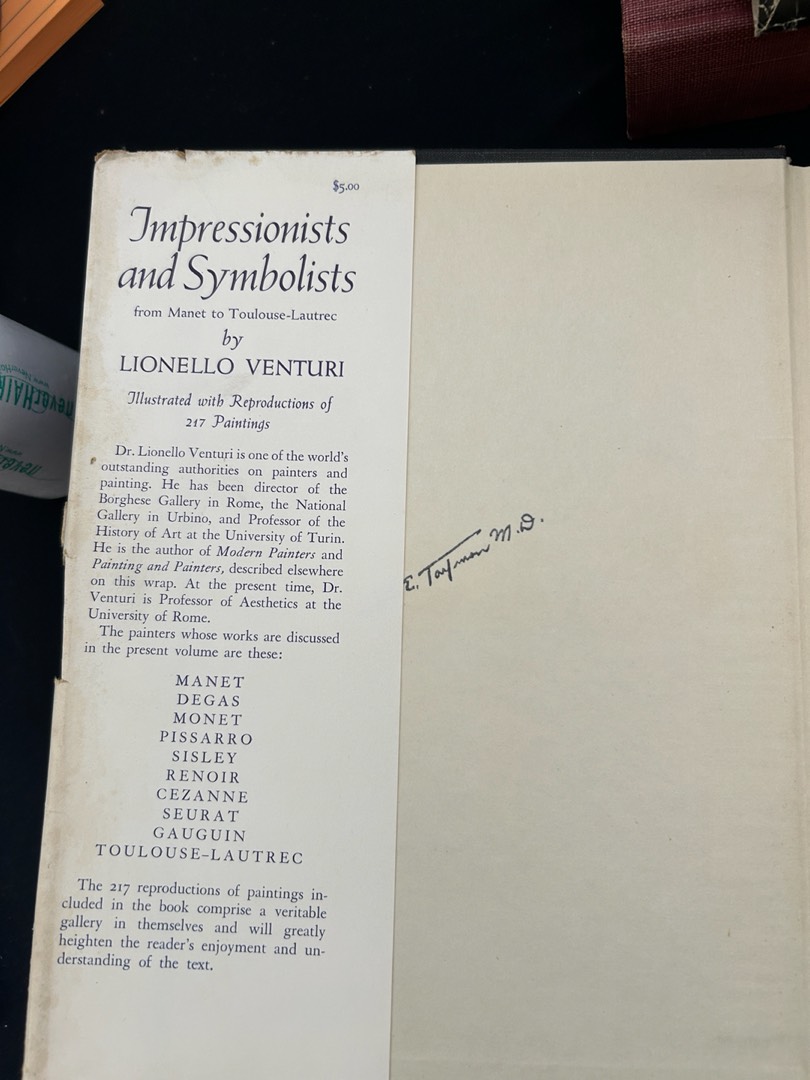 $5.00
Impressionists
and Symbolists
from Manet to Toulouse-Lautrec
by
LIONELLO VENTURI
Illustrated with Reproductions of
217 Paintings
Dr. Lionello Venturi is one of the world's
outstanding authorities on painters and
painting. He has been director of the
Borghese Gallery in Rome, the National
Gallery in Urbino, and Professor of the
History of Art at the University of Turin.
He is the author of Modern Painters and
Painting and Painters, described elsewhere
on this wrap. At the present time, Dr.
Venturi is Professor of Aesthetics at the
University of Rome.
The painters whose works are discussed
in the present volume are these:
MANET
DEGAS
MONET
PISSARRO
SISLEY
RENOIR
CEZANNE
SEURAT
GAUGUIN
TOULOUSE-LAUTREC
The 217 reproductions of paintings in-
cluded in the book comprise a veritable
gallery in themselves and will greatly
heighten the reader's enjoyment and un-
derstanding of the text.
E. Tayman M.D.